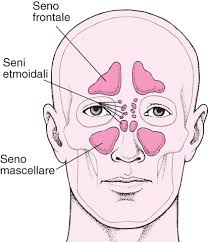 Seno
frontale
Seni
etmoidali
Seno
mascellare